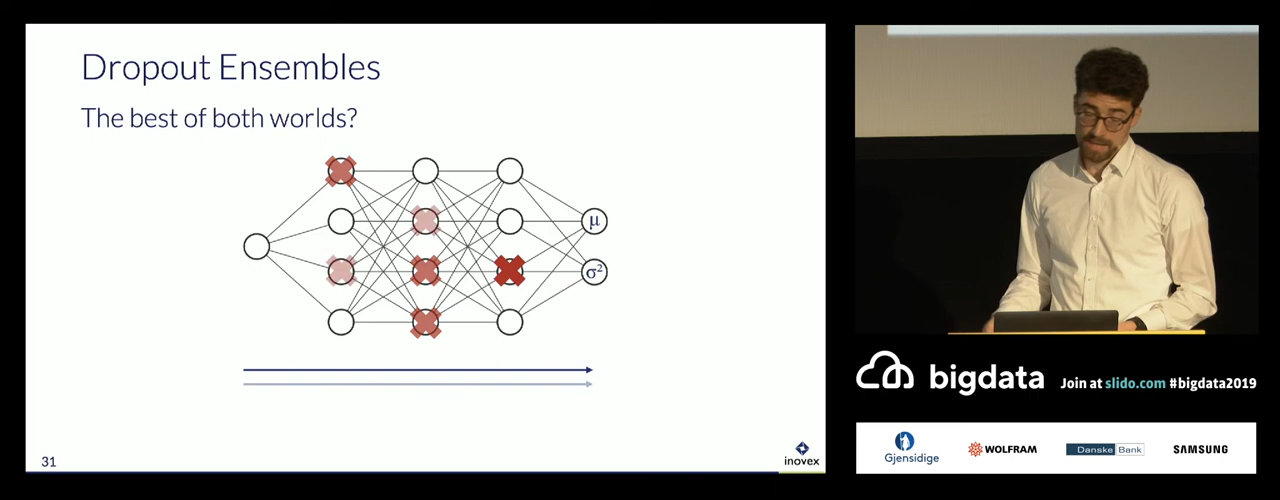 Dropout Ensembles
The best of both worlds?
μ
σ²
31
inovex
bigdata
Join at slido.com #bigdata2019
Gjensidige
WOLFRAM
Danske Bank
SAMSUNG